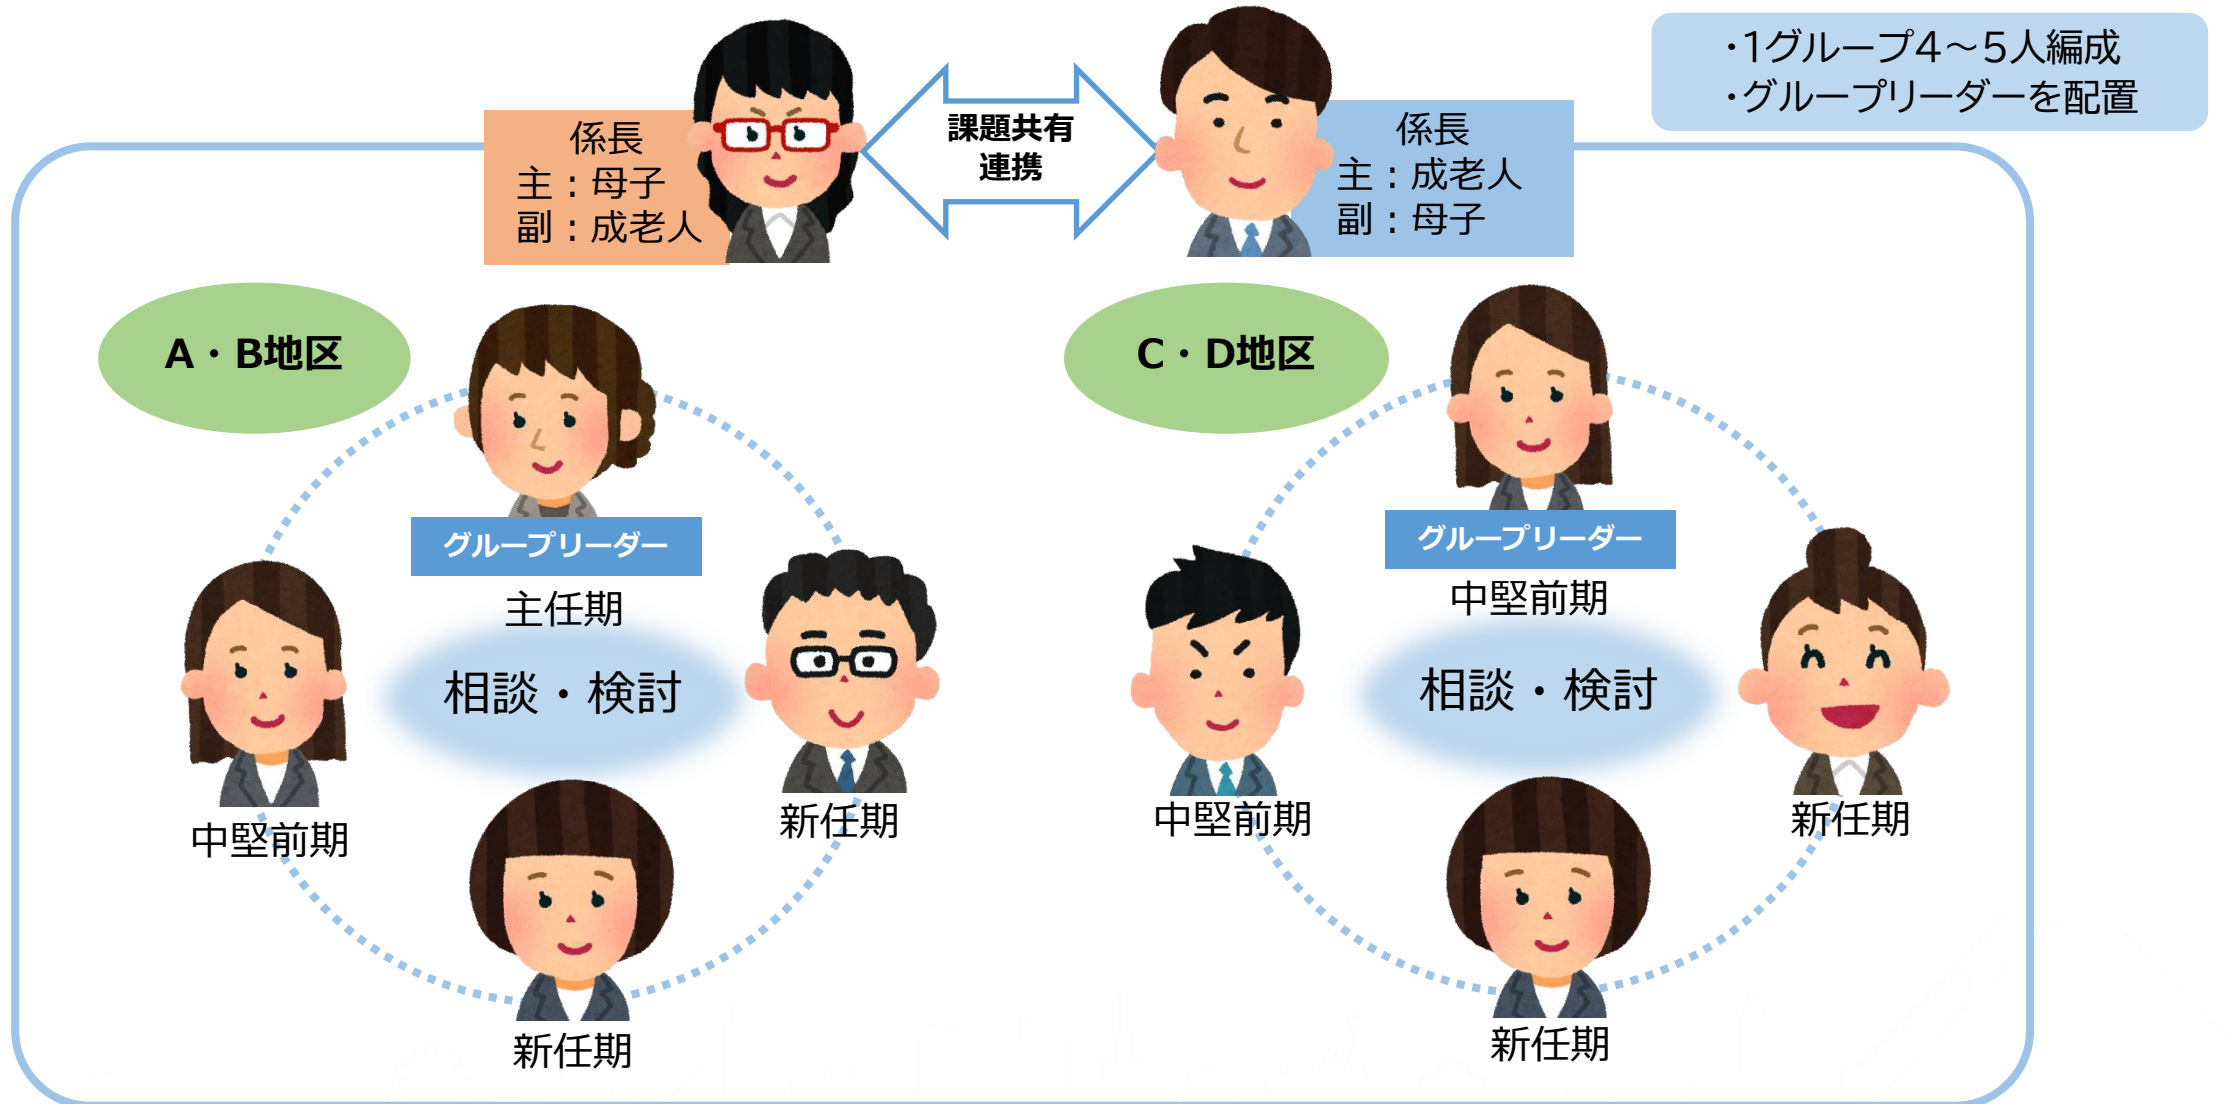 ・1グループ4～5人編成
・グループリーダーを配置
係長
主：母子
副：成老人
課題共有
連携
係長
主：成老人
副：母子
A・B地区
グループリーダー
主任期
相談・検討
中堅前期
新任期
新任期
C・D地区
グループリーダー
中堅前期
相談・検討
中堅前期
新任期
新任期